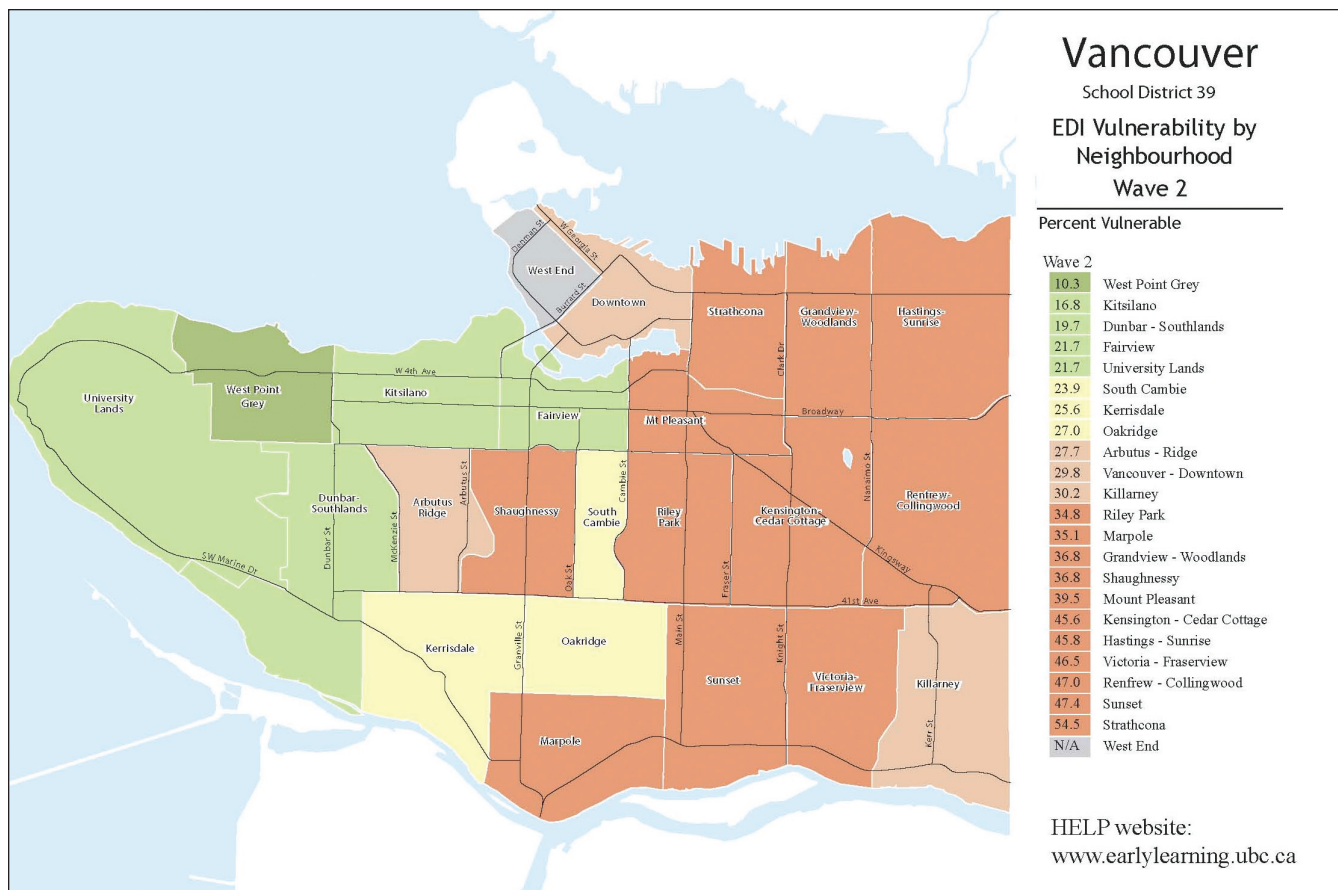 Vancouver
School District 39
EDI Vulnerability by
Neighbourhood
Wave 2
Percent Vulnerable
Wave 2
10.3 West Point Grey
16.8 Kitsilano
19.7 Dunbar - Southlands
21.7 Fairview
21.7 University Lands
23.9 South Cambie
25.6 Kerrisdale
27.0 Oakridge
27.7 Arbutus - Ridge
29.8 Vancouver - Downtown
30.2 Killarney
34.8 Riley Park
35.1 Marpole
36.8 Grandview - Woodlands
36.8 Shaughnessy
39.5 Mount Pleasant
45.6 Kensington - Cedar Cottage
45.8 Hastings - Sunrise
46.5 Victoria - Fraserview
47.0 Renfrew - Collingwood
47.4 Sunset
54.5 Strathcona
N/A West End
HELP website:
www.earlylearning.ubc.ca
Denman St
W Georgia St
West End
Burrard St
Downtown
Strathcona
Grandview-
Woodlands
Hastings-
Sunrise
Clark Dr
W 4th Ave
University
Lands
West Point
Grey
Kitsilano
Fairview
Mt Pleasant
Broadway
Nanaimo St
Dunbar-
Southlands
Dunbar St
McKenzie St
Arbutus
Ridge
Arbutus St
Shaughnessy
Oak St
South
Cambie
Cambie St
Riley
Park
Fraser St
Kensington-
Cedar Cottage
Renfrew-
Collingwood
Kingsway
SW Marine Dr
41st Ave
Kerrisdale
Granville St
Oakridge
Main St
Sunset
Knight St
Victoria-
Fraserview
Killarney
Kerr St
Marpole